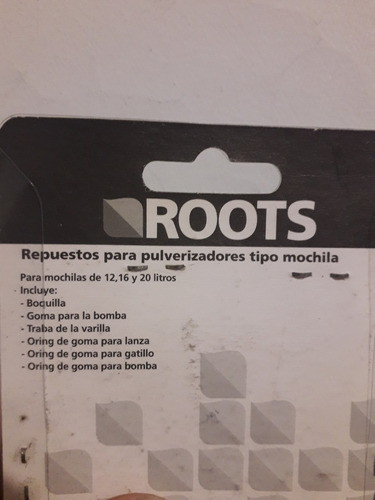 ROOTS
Repuestos para pulverizadores tipo mochila
Para mochilas de 12,16 y 20 litros
Incluye:
- Boquilla
- Goma para la bomba
- Traba de la varilla
- Oring de goma para lanza
- Oring de goma para gatillo
- Oring de goma para bomba